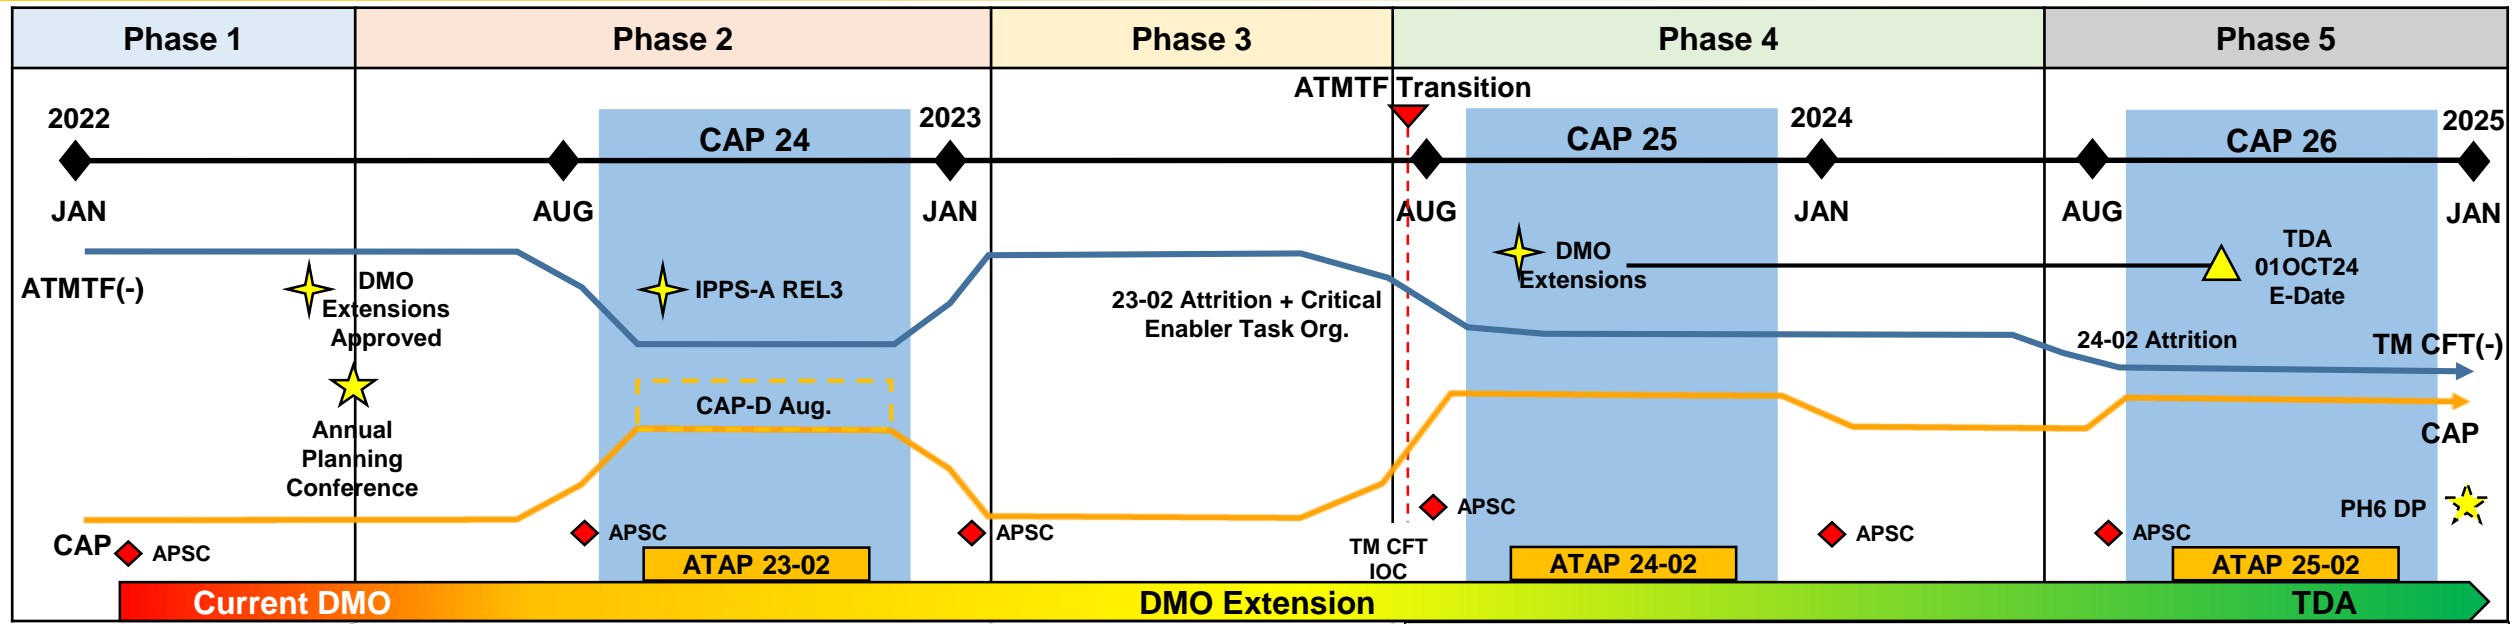 Phase 1
Phase 2
Phase 3
Phase 4
Phase 5
ATMTF Transition
2022
2023
2024
2025
CAP 24
CAP 25
CAP 26
JAN
AUG
JAN
AUG
JAN
AUG
JAN
ATMTF(-)
DMO
Extensions
Approved
IPPS-A REL3
23-02 Attrition + Critical
Enabler Task Org.
DMO
Extensions
TDA
01OCT24
E-Date
24-02 Attrition
TM CFT(-)
Annual
Planning
Conference
CAP-D Aug.
CAP
CAP
APSC
APSC
APSC
APSC
APSC
APSC
PH6 DP
TM CFT
IOC
ATAP 23-02
ATAP 24-02
ATAP 25-02
Current DMO
DMO Extension
TDA